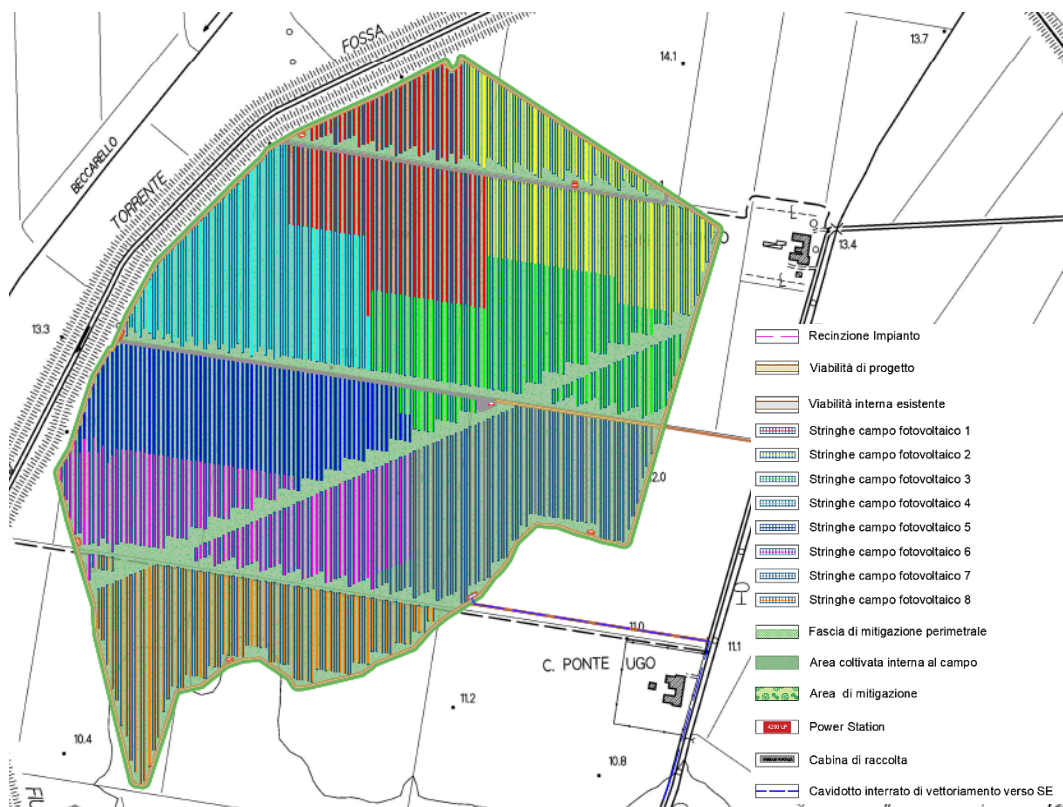 FOSSA
13.7
14.1
BECCARELLO
TORRENTE
13.4
13.3
Recinzione Impianto
Viabilità di progetto
Viabilità interna esistente
Stringhe campo fotovoltaico 1
Stringhe campo fotovoltaico 2
Stringhe campo fotovoltaico 3
2.0
Stringhe campo fotovoltaico 4
Stringhe campo fotovoltaico 5
Stringhe campo fotovoltaico 6
Stringhe campo fotovoltaico 7
Stringhe campo fotovoltaico 8
11.0
Fascia di mitigazione perimetrale
11.1
C. PONTE UGO
Area coltivata interna al campo
11.2
Area di mitigazione
Power Station
10.4
Cabina di raccolta
10.8
Cavidotto interrato di vettoriamento verso SE
FIU